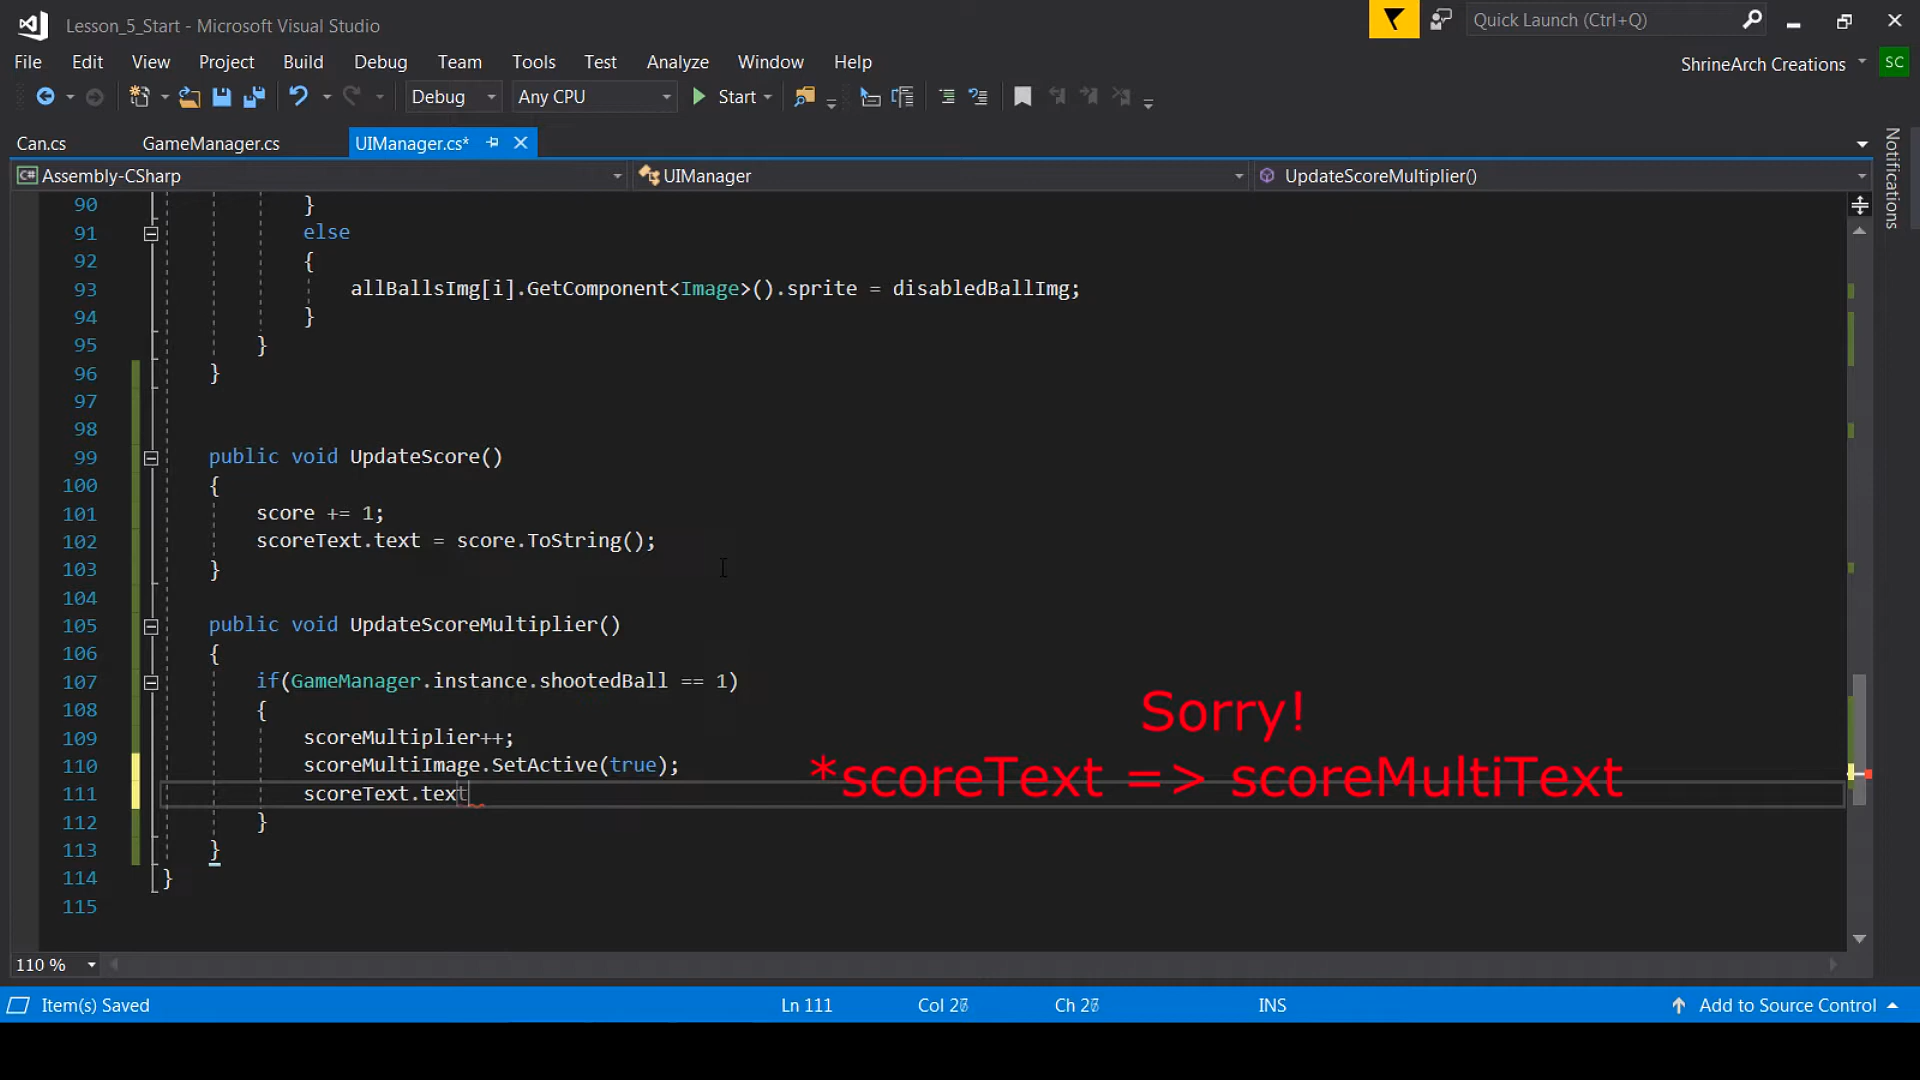 Lesson_5_Start - Microsoft Visual Studio
Quick Launch (Ctrl+Q)
File Edit View Project Build Debug Team Tools Test Analyze Window Help
ShrineArch Creations SC
Debug Any CPU Start
Can.cs GameManager.cs UIManager.cs*
Notifications
C# Assembly-CSharp UIManager UpdateScoreMultiplier()
90 }
91 else
92 {
93 allBallsImg[i].GetComponent<Image>().sprite = disabledBallImg;
94 }
95 }
96 }
97
98
99 public void UpdateScore()
100 {
101 score += 1;
102 scoreText.text = score.ToString();
103 }
104
105 public void UpdateScoreMultiplier()
106 {
107 if(GameManager.instance.shootedBall == 1)
108 {
109 scoreMultiplier++;
110 scoreMultiImage.SetActive(true);
111 scoreText.text
112 }
113 }
114 }
115
Sorry!
*scoreText => scoreMultiText
110 %
Item(s) Saved Ln 111 INS Add to Source Control